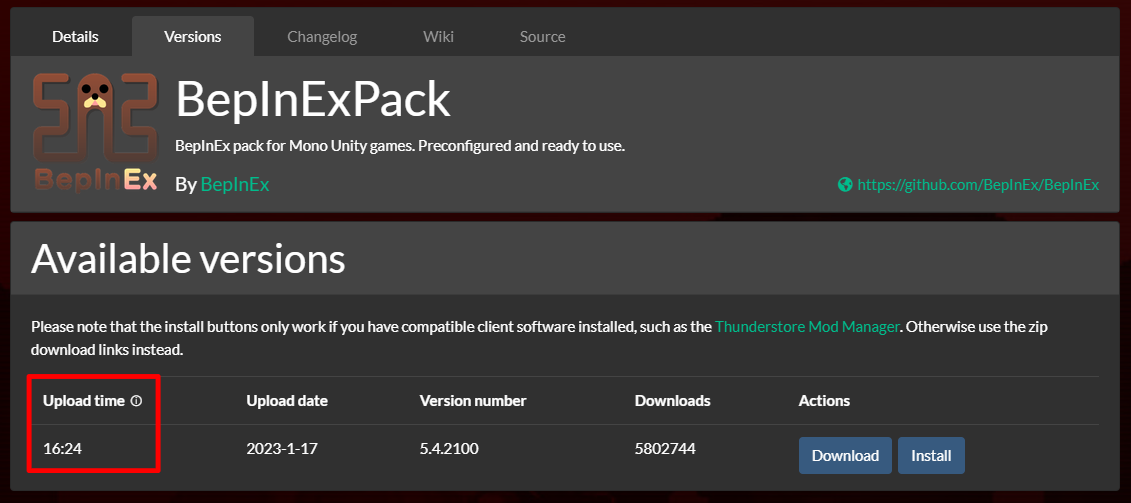 Details Versions Changelog Wiki Source
BepInExPack
BepInEx pack for Mono Unity games. Preconfigured and ready to use.
BepInEx
By BepInEx
https://github.com/BepInEx/BepInEx
Available versions
Please note that the install buttons only work if you have compatible client software installed, such as the Thunderstore Mod Manager. Otherwise use the zip
download links instead.
Upload time Upload date Version number Downloads Actions
16:24 2023-1-17 5.4.2100 5802744 Download Install